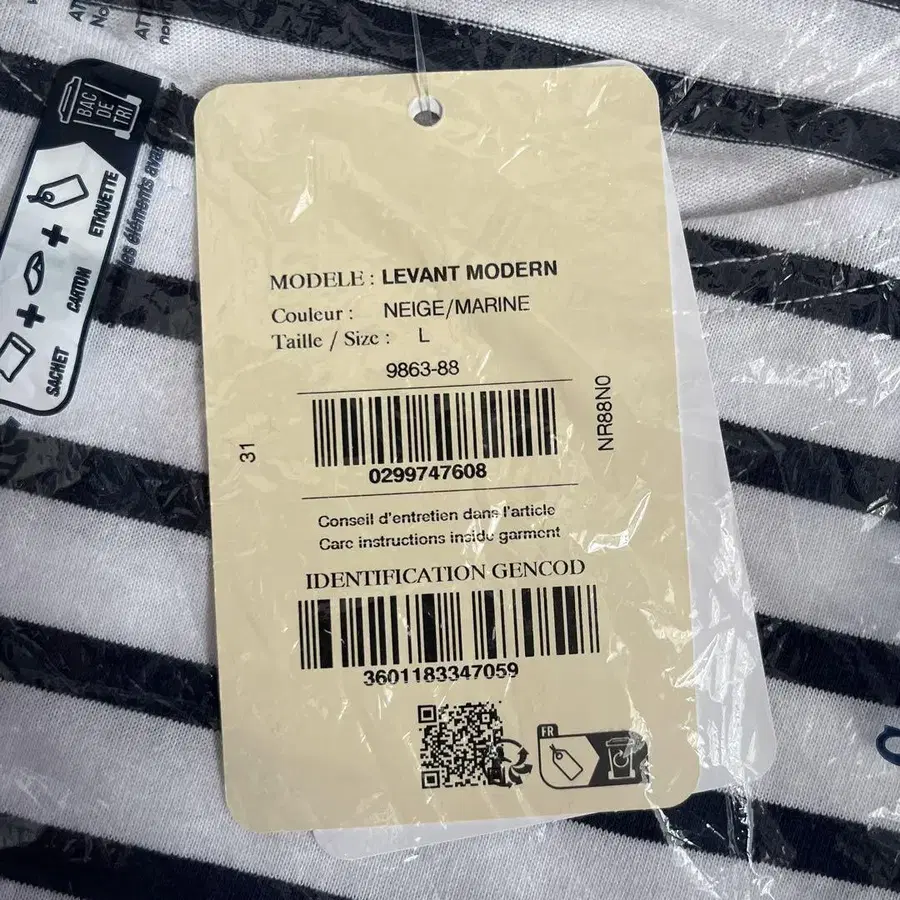 BAC
DE
TRI
ETIQUETTE
+
CARTON
+
SACHET
MODELE : LEVANT MODERN
Couleur : NEIGE/MARINE
Taille / Size : L
9863-88
31
NR88N0
0299747608
Conseil d'entretien dans l'article
Care instructions inside garment
IDENTIFICATION GENCOD
3601183347059
FR